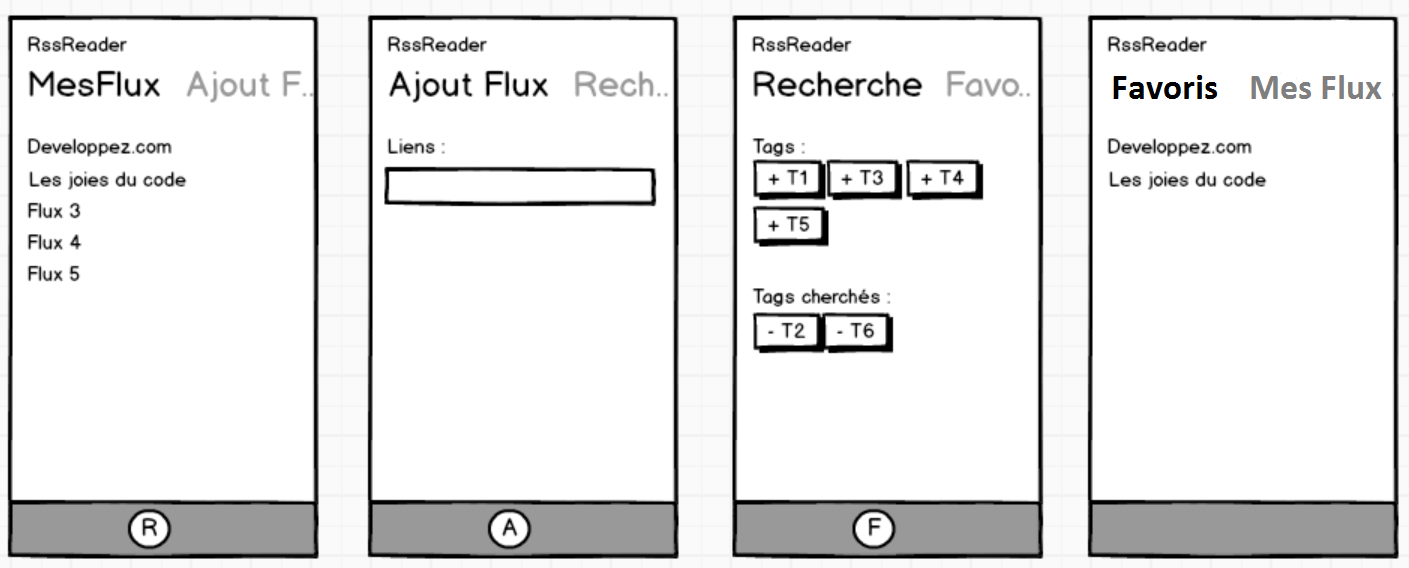 RssReader
MesFlux Ajout F..
Developpez.com
Les joies du code
Flux 3
Flux 4
Flux 5
R
RssReader
Ajout Flux Rech..
Liens :
A
RssReader
Recherche Favo..
Tags :
+ T1 + T3 + T4
+ T5
Tags cherchés :
- T2 - T6
F
RssReader
Favoris Mes Flux
Developpez.com
Les joies du code